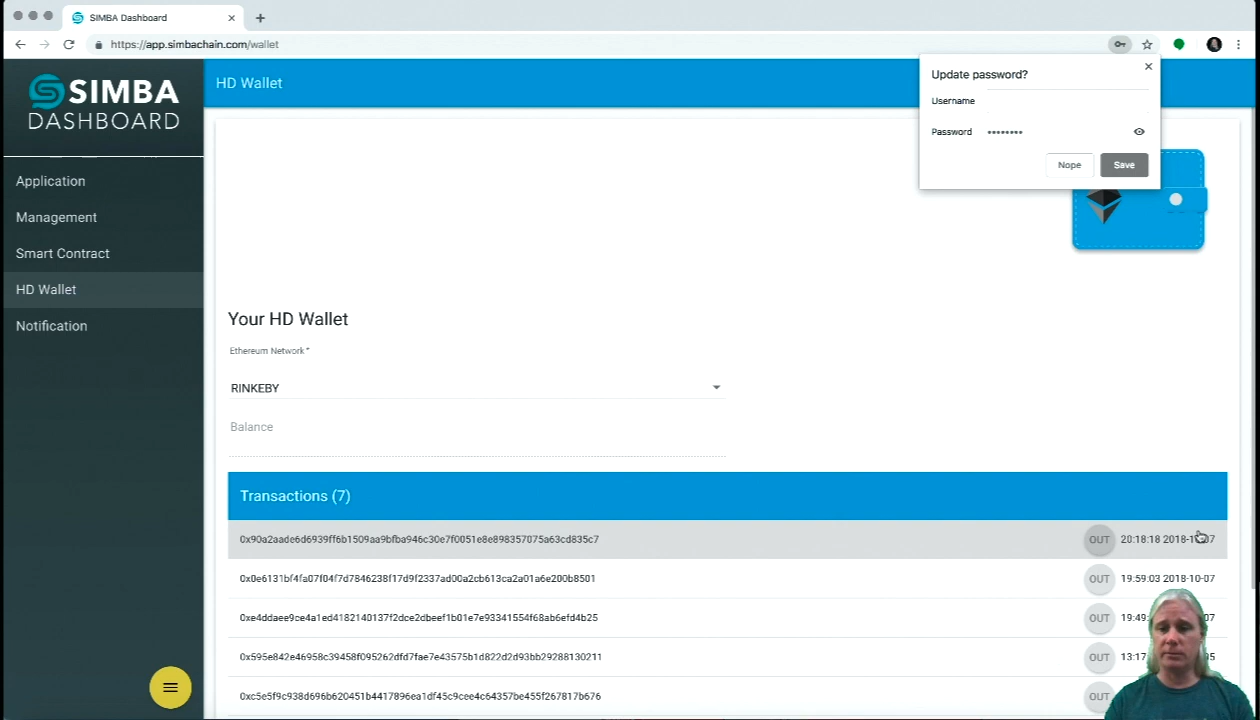 SIMBA Dashboard
https://app.simbachain.com/wallet
SIMBA
DASHBOARD
HD Wallet
Update password?
Username
Password ••••••••
Nope
Save
Application
Management
Smart Contract
HD Wallet
Notification
Your HD Wallet
Ethereum Network *
RINKEBY
Balance
Transactions (7)
0x90a2aade6d6939ff6b1509aa9bfba946c30e7f0051e8e898357075a63cd835c7 OUT 20:18:18
0x0e6131bf4fa07f04f7d7846238f17d9f2337ad00a2cb613ca2a01a6e200b8501 OUT 19:59:03 2018-10-07
0xe4ddaee9ce4a1ed4182140137f2dce2dbeef1b01e7e93341554f68ab6efd4b25 OUT
0x595e842e46958c39458f095262dfd7fae7e43575b1d822d2d93bb29288130211 OUT
0xc5e5f9c938d696b620451b4417896ea1df45c9cee4c64357be455f267817b676 OUT